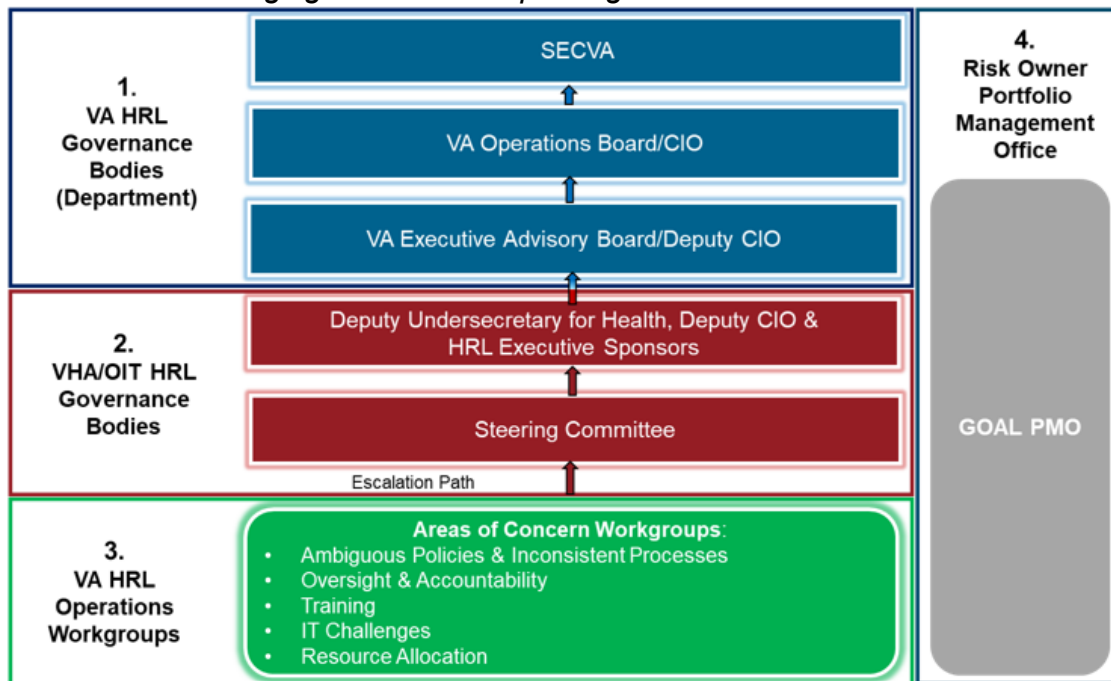 1.
VA HRL
Governance
Bodies
(Department)
SECVA
VA Operations Board/CIO
VA Executive Advisory Board/Deputy CIO
2.
VHA/OIT HRL
Governance
Bodies
Deputy Undersecretary for Health, Deputy CIO &
HRL Executive Sponsors
Steering Committee
Escalation Path
3.
VA HRL
Operations
Workgroups
Areas of Concern Workgroups:
• Ambiguous Policies & Inconsistent Processes
• Oversight & Accountability
• Training
• IT Challenges
• Resource Allocation
4.
Risk Owner
Portfolio
Management
Office
GOAL PMO